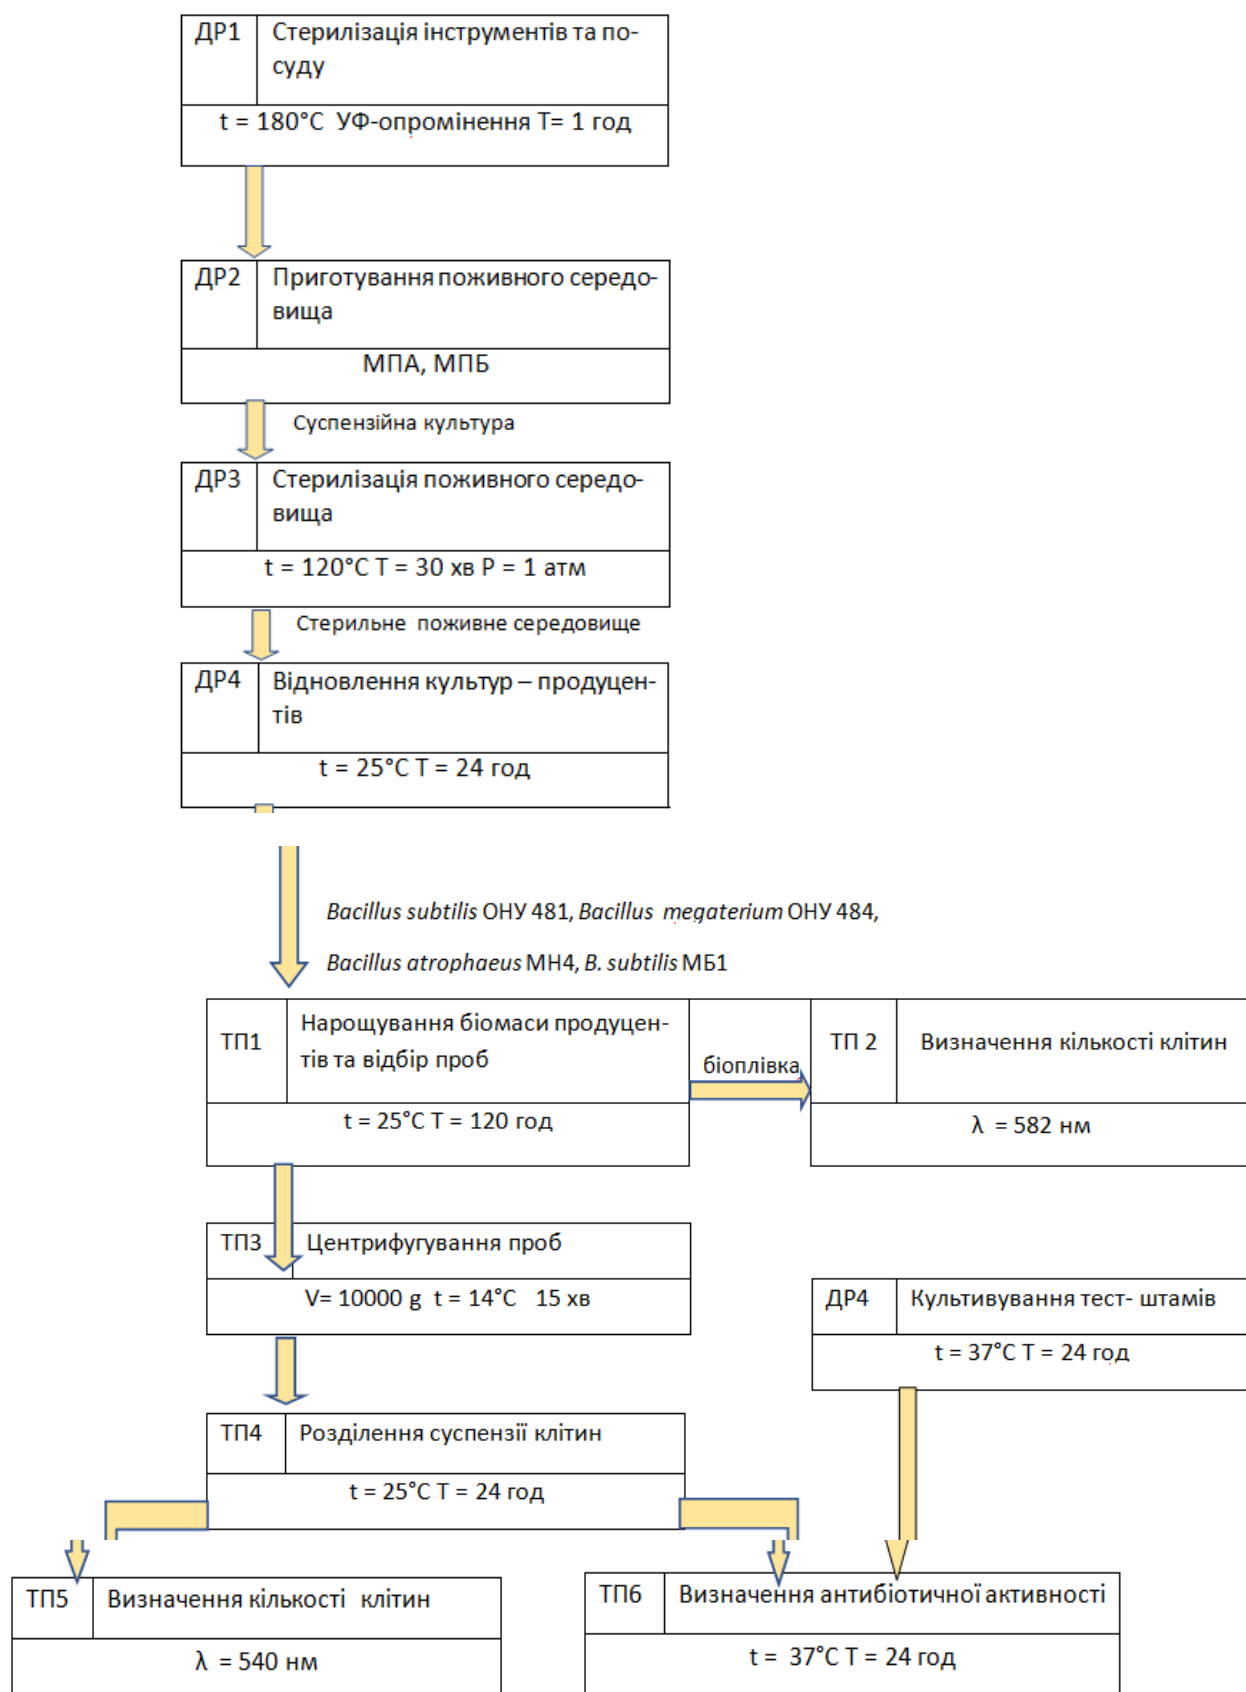 ДР1
Стерилізація інструментів та по-
суду
t = 180°C УФ-опромінення Т= 1 год
ДР2
Приготування поживного середо-
вища
МПА, МПБ
Суспензійна культура
ДР3
Стерилізація поживного середо-
вища
t = 120°C Т = 30 хв Р = 1 атм
Стерильне поживне середовище
ДР4
Відновлення культур – продуцен-
тів
t = 25°C Т = 24 год
Bacillus subtilis ОНУ 481, Bacillus megaterium ОНУ 484,
Bacillus atrophaeus МН4, B. subtilis МБ1
ТП1
Нарощування біомаси продуцен-
тів та відбір проб
t = 25°C Т = 120 год
біоплівка
ТП 2
Визначення кількості клітин
λ = 582 нм
ТП3
Центрифугування проб
V= 10000 g t = 14°C 15 хв
ДР4
Культивування тест- штамів
t = 37°C Т = 24 год
ТП4
Розділення суспензії клітин
t = 25°C Т = 24 год
ТП5
Визначення кількості клітин
λ = 540 нм
ТП6
Визначення антибіотичної активності
t = 37°C Т = 24 год